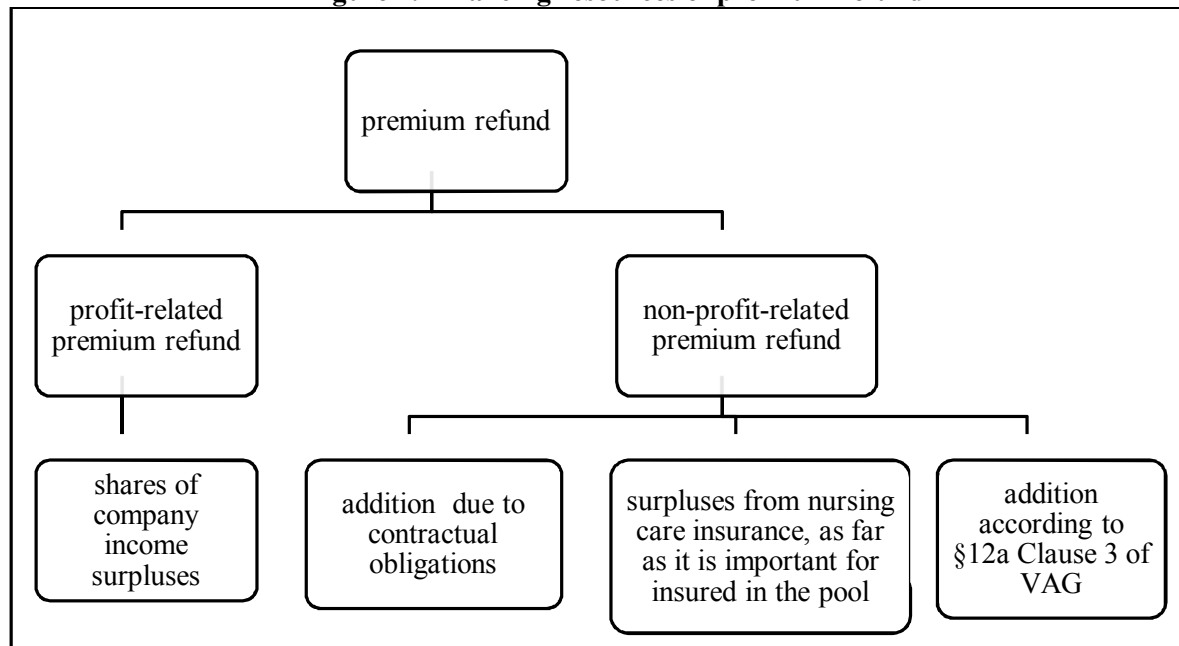 premium refund
profit-related
premium refund
non-profit-related
premium refund
shares of
company
income
surpluses
addition due to
contractual
obligations
surpluses from nursing
care insurance, as far
as it is important for
insured in the pool
addition
according to
§12a Clause 3 of
VAG